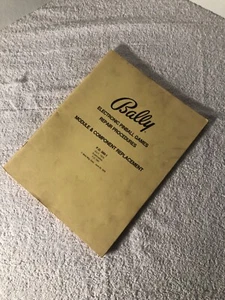 Bally
ELECTRONIC PINBALL GAMES
REPAIR PROCEDURES
MODULE & COMPONENT REPLACEMENT